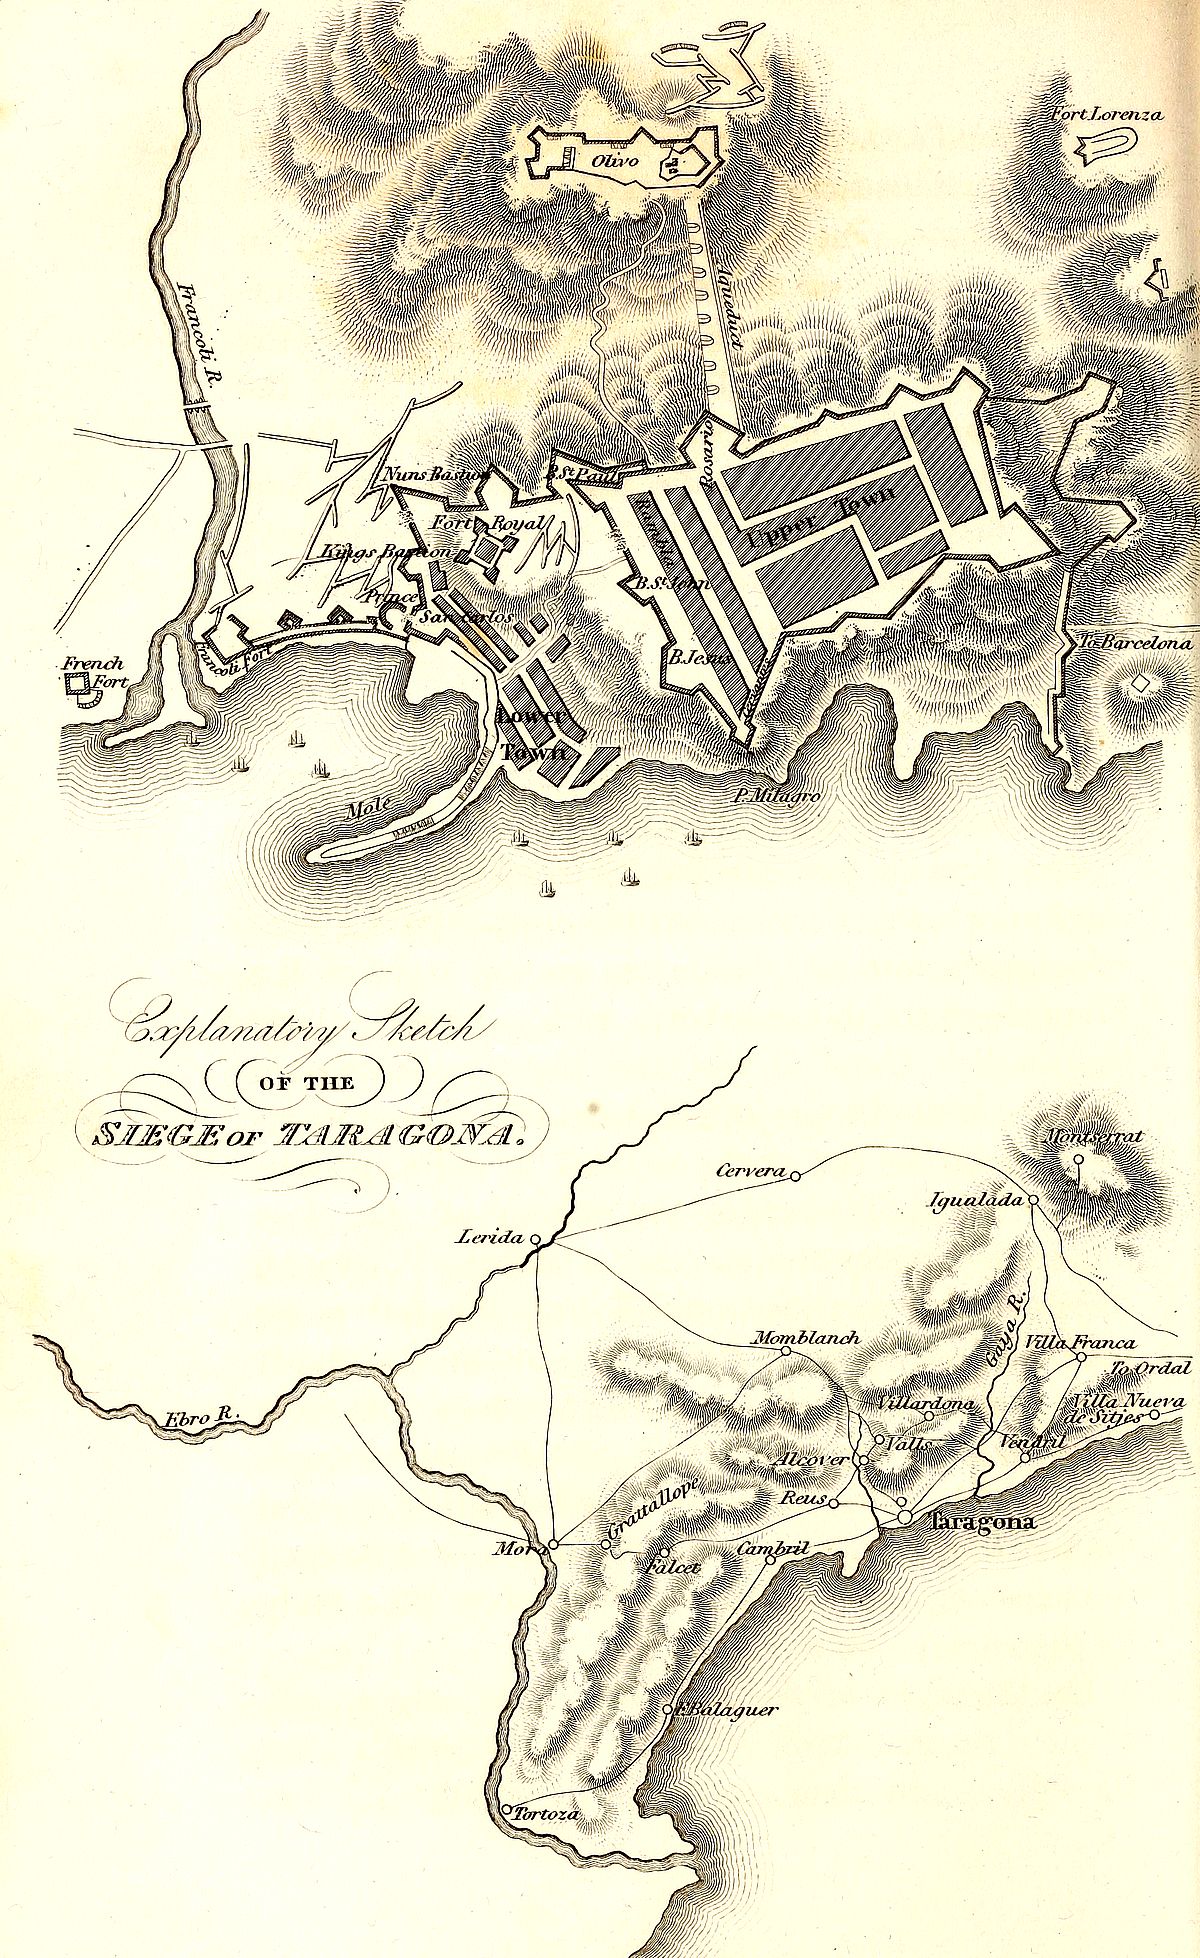 Fort Lorenza
Olivo
Aqueduct
Francoli R.
Nuns Bastion
B. St. Paul
Rosario
Fort Royal
Rambla
Upper Town
Kings Bastion
B. St. John
Prince
San Carlos
Francoli Fort
B. Jesus
To Barcelona
French
Fort
Lower
Town
Mole
P. Milagro
Explanatory Sketch
OF THE
SIEGE OF TARAGONA.
Montserrat
Cervera
Igualada
Lerida
Gaya R.
Momblanch
Villa Franca
To Ordal
Villardona
Villa Nueva
de Sitjes
Ebro R.
Valls
Vendril
Alcover
Grattallope
Reus
Taragona
Mora
Falcet
Cambril
F. Balaguer
Tortoza